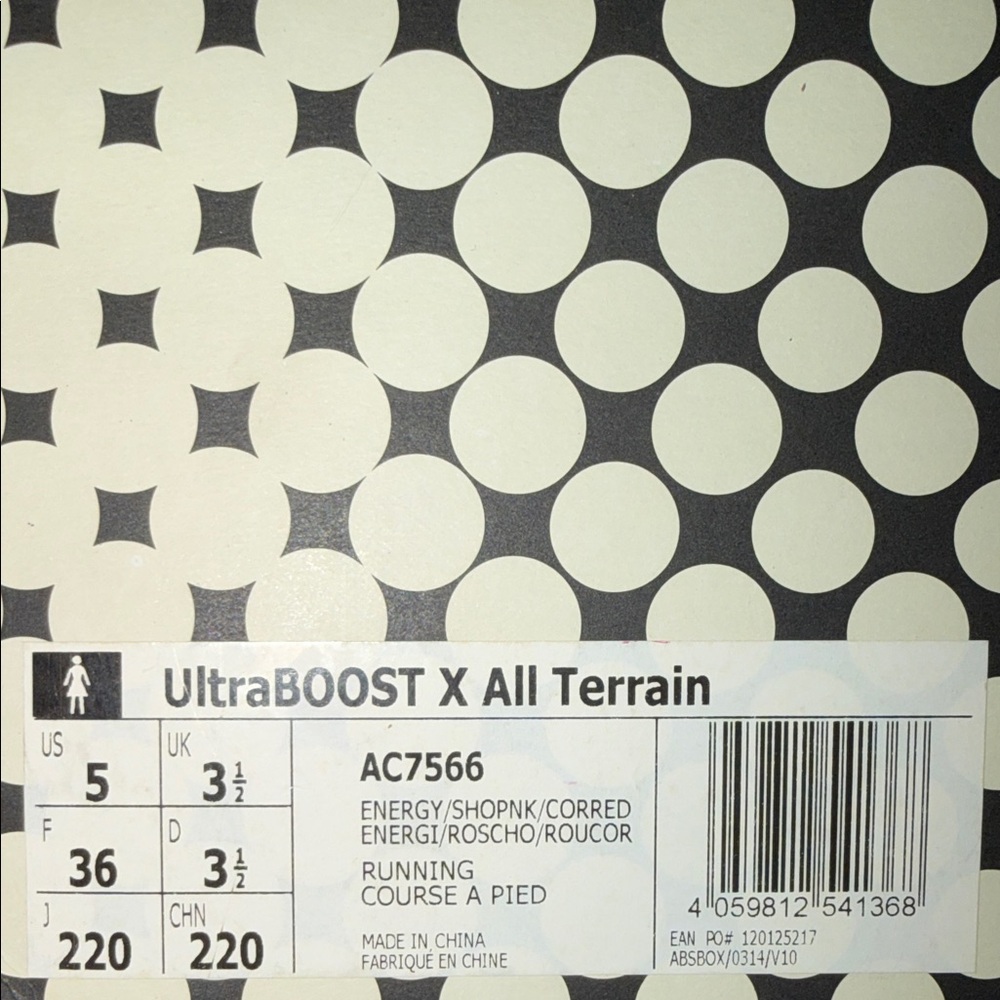 UltraBOOST X All Terrain
US 5 UK 3 ½
F 36 D 3 ½
J 220 CHN 220
AC7566
ENERGY/SHOPNK/CORRED
ENERGI/ROSCHO/ROUCOR
RUNNING
COURSE A PIED
MADE IN CHINA
FABRIQUÉ EN CHINE
4 059812 541368
EAN PO# 120125217
ABSBOX/0314/V10